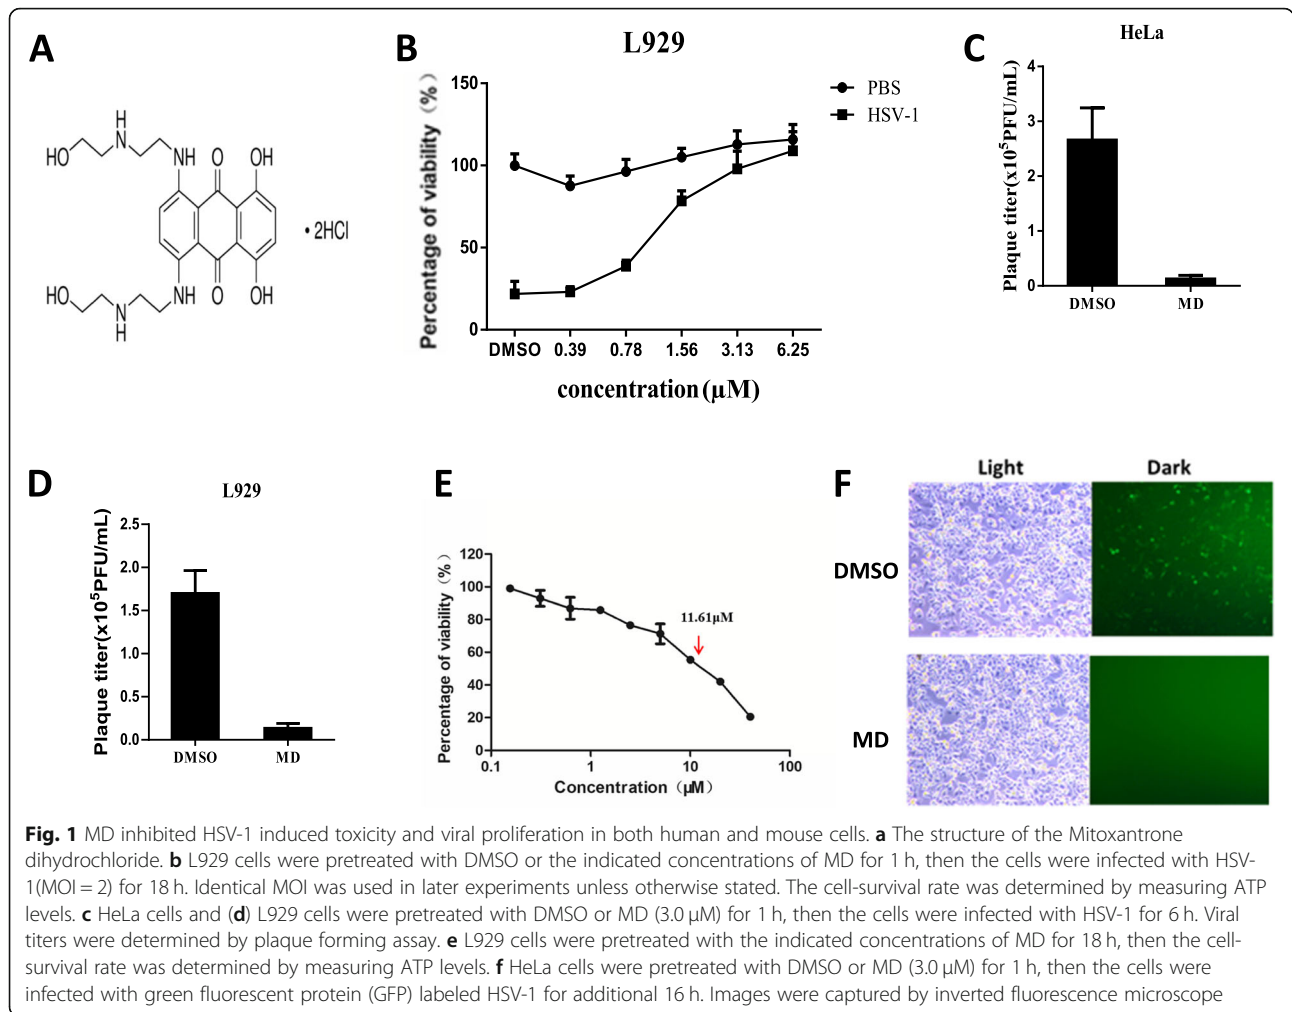 A
HO
H
N
NH
O
OH
• 2HCl
HO
N
H
NH
O
OH
B
L929
Percentage of viability (%)
150
100
50
0
DMSO 0.39 0.78 1.56 3.13 6.25
concentration(μM)
PBS
HSV-1
C
HeLa
Plaque titer(x10⁵PFU/mL)
4
3
2
1
0
DMSO MD
D
L929
Plaque titer(x10⁵PFU/mL)
2.5
2.0
1.5
1.0
0.5
0.0
DMSO MD
E
Percentage of viability (%)
120
100
80
60
40
20
0
11.61μM
0.1 1 10 100
Concentration (μM)
F
Light Dark
DMSO
MD
Fig. 1 MD inhibited HSV-1 induced toxicity and viral proliferation in both human and mouse cells. a The structure of the Mitoxantrone
dihydrochloride. b L929 cells were pretreated with DMSO or the indicated concentrations of MD for 1 h, then the cells were infected with HSV-
1(MOI = 2) for 18 h. Identical MOI was used in later experiments unless otherwise stated. The cell-survival rate was determined by measuring ATP
levels. c HeLa cells and (d) L929 cells were pretreated with DMSO or MD (3.0 μM) for 1 h, then the cells were infected with HSV-1 for 6 h. Viral
titers were determined by plaque forming assay. e L929 cells were pretreated with the indicated concentrations of MD for 18 h, then the cell-
survival rate was determined by measuring ATP levels. f HeLa cells were pretreated with DMSO or MD (3.0 μM) for 1 h, then the cells were
infected with green fluorescent protein (GFP) labeled HSV-1 for additional 16 h. Images were captured by inverted fluorescence microscope